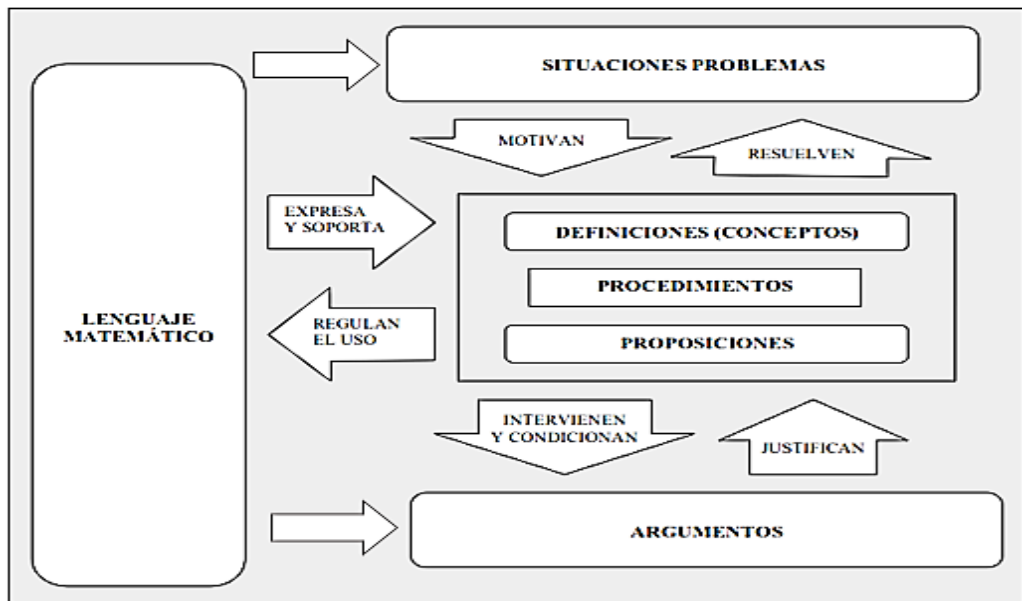 SITUACIONES PROBLEMAS
MOTIVAN
RESUELVEN
EXPRESA
Y SOPORTA
DEFINICIONES (CONCEPTOS)
PROCEDIMIENTOS
LENGUAJE
MATEMÁTICO
REGULAN
EL USO
PROPOSICIONES
INTERVIENEN
Y CONDICIONAN
JUSTIFICAN
ARGUMENTOS